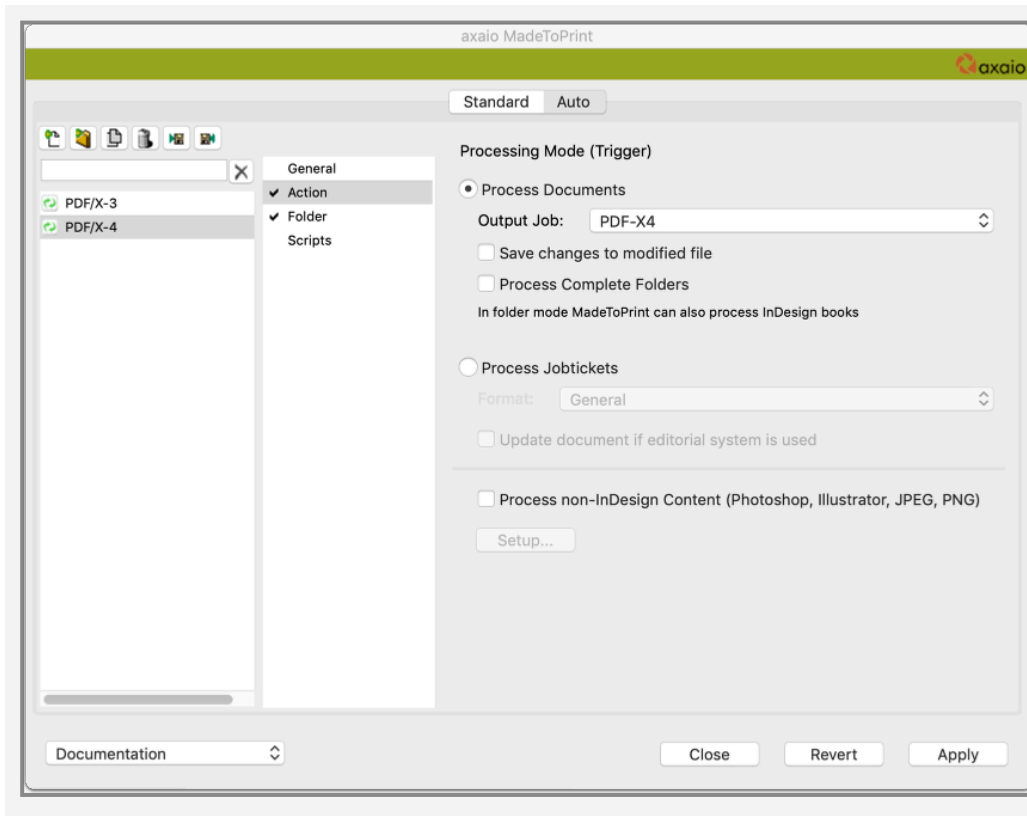 axaio MadeToPrint
axaio
Standard Auto
Processing Mode (Trigger)
General
Process Documents
Action
PDF/X-3
Folder
Output Job: PDF-X4
PDF/X-4
Scripts
Save changes to modified file
Process Complete Folders
In folder mode MadeToPrint can also process InDesign books
Process Jobtickets
Format: General
Update document if editorial system is used
Process non-InDesign Content (Photoshop, Illustrator, JPEG, PNG)
Setup...
Documentation Close Revert Apply